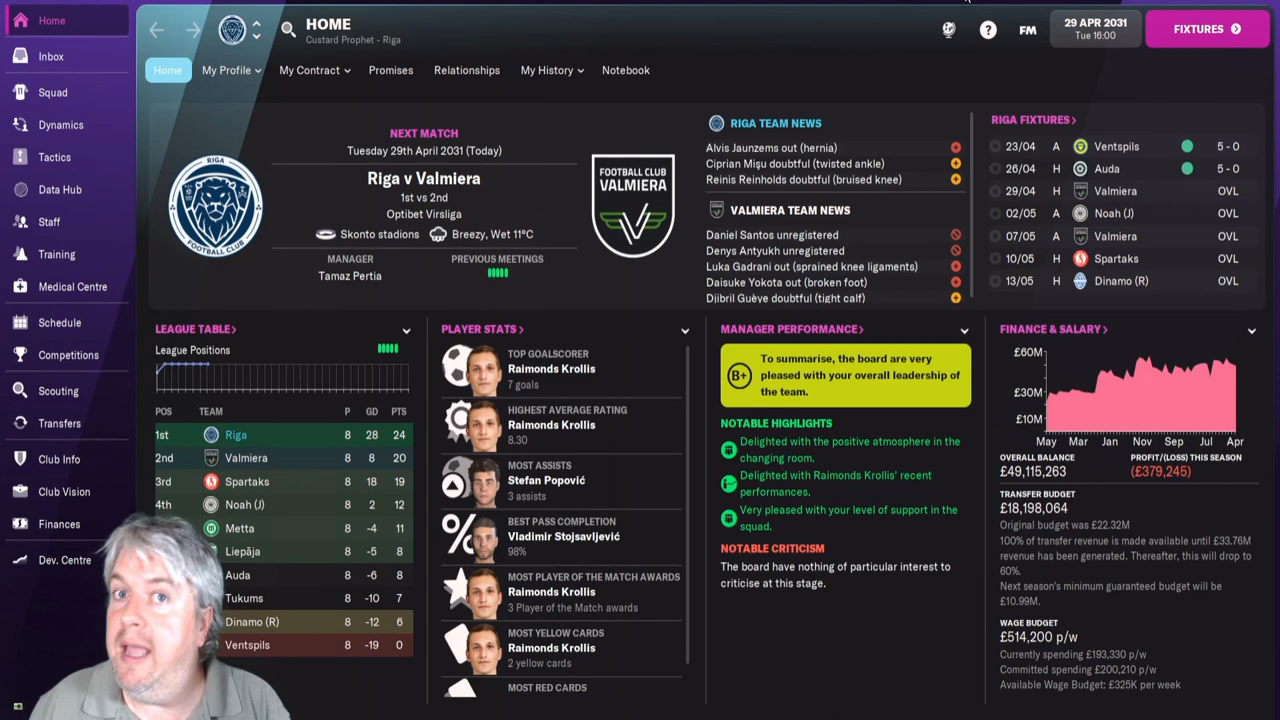 Home
Inbox
Squad
Dynamics
Tactics
Data Hub
Staff
Training
Medical Centre
Schedule
Competitions
Scouting
Transfers
Club Info
Club Vision
Finances
Dev. Centre
HOME
Custard Prophet - Riga
?
FM
29 APR 2031
Tue 16:00
FIXTURES
Home
My Profile
My Contract
Promises
Relationships
My History
Notebook
RIGA
FOOTBALL CLUB
NEXT MATCH
Tuesday 29th April 2031 (Today)
Riga v Valmiera
1st vs 2nd
Optibet Virsliga
Skonto stadions
Breezy, Wet 11°C
MANAGER
Tamaz Pertia
PREVIOUS MEETINGS
FOOTBALL CLUB
VALMIERA
RIGA TEAM NEWS
Alvis Jaunzems out (hernia)
Ciprian Mişu doubtful (twisted ankle)
Reinis Reinholds doubtful (bruised knee)
VALMIERA TEAM NEWS
Daniel Santos unregistered
Denys Antyukh unregistered
Luka Gadrani out (sprained knee ligaments)
Daisuke Yokota out (broken foot)
Djibril Guèye doubtful (tight calf)
RIGA FIXTURES
23/04 A Ventspils 5 - 0
26/04 H Auda 5 - 0
29/04 H Valmiera OVL
02/05 A Noah (J) OVL
07/05 A Valmiera OVL
10/05 H Spartaks OVL
13/05 H Dinamo (R) OVL
LEAGUE TABLE
League Positions
POS TEAM P GD PTS
1st Riga 8 28 24
2nd Valmiera 8 8 20
3rd Spartaks 8 18 19
4th Noah (J) 8 2 12
Metta 8 -4 11
Liepāja 8 -5 8
Auda 8 -6 8
Tukums 8 -10 7
Dinamo (R) 8 -12 6
Ventspils 8 -19 0
PLAYER STATS
TOP GOALSCORER
Raimonds Krollis
7 goals
HIGHEST AVERAGE RATING
Raimonds Krollis
8.30
MOST ASSISTS
Stefan Popović
3 assists
BEST PASS COMPLETION
Vladimir Stojsavljević
98%
MOST PLAYER OF THE MATCH AWARDS
Raimonds Krollis
3 Player of the Match awards
MOST YELLOW CARDS
Raimonds Krollis
2 yellow cards
MOST RED CARDS
MANAGER PERFORMANCE
B+
To summarise, the board are very
pleased with your overall leadership of
the team.
NOTABLE HIGHLIGHTS
Delighted with the positive atmosphere in the
changing room.
Delighted with Raimonds Krollis' recent
performances.
Very pleased with your level of support in the
squad.
NOTABLE CRITICISM
The board have nothing of particular interest to
criticise at this stage.
FINANCE & SALARY
£60M
£30M
£10M
May Mar Jan Nov Sep Jul Apr
OVERALL BALANCE
£49,115,263
PROFIT/(LOSS) THIS SEASON
(£379,245)
TRANSFER BUDGET
£18,198,064
Original budget was £22.32M
100% of transfer revenue is made available until £33.76M
revenue has been generated. Thereafter, this will drop to
60%.
Next season's minimum guaranteed budget will be
£10.99M.
WAGE BUDGET
£514,200 p/w
Currently spending £193,330 p/w
Committed spending £200,210 p/w
Available Wage Budget: £325K per week